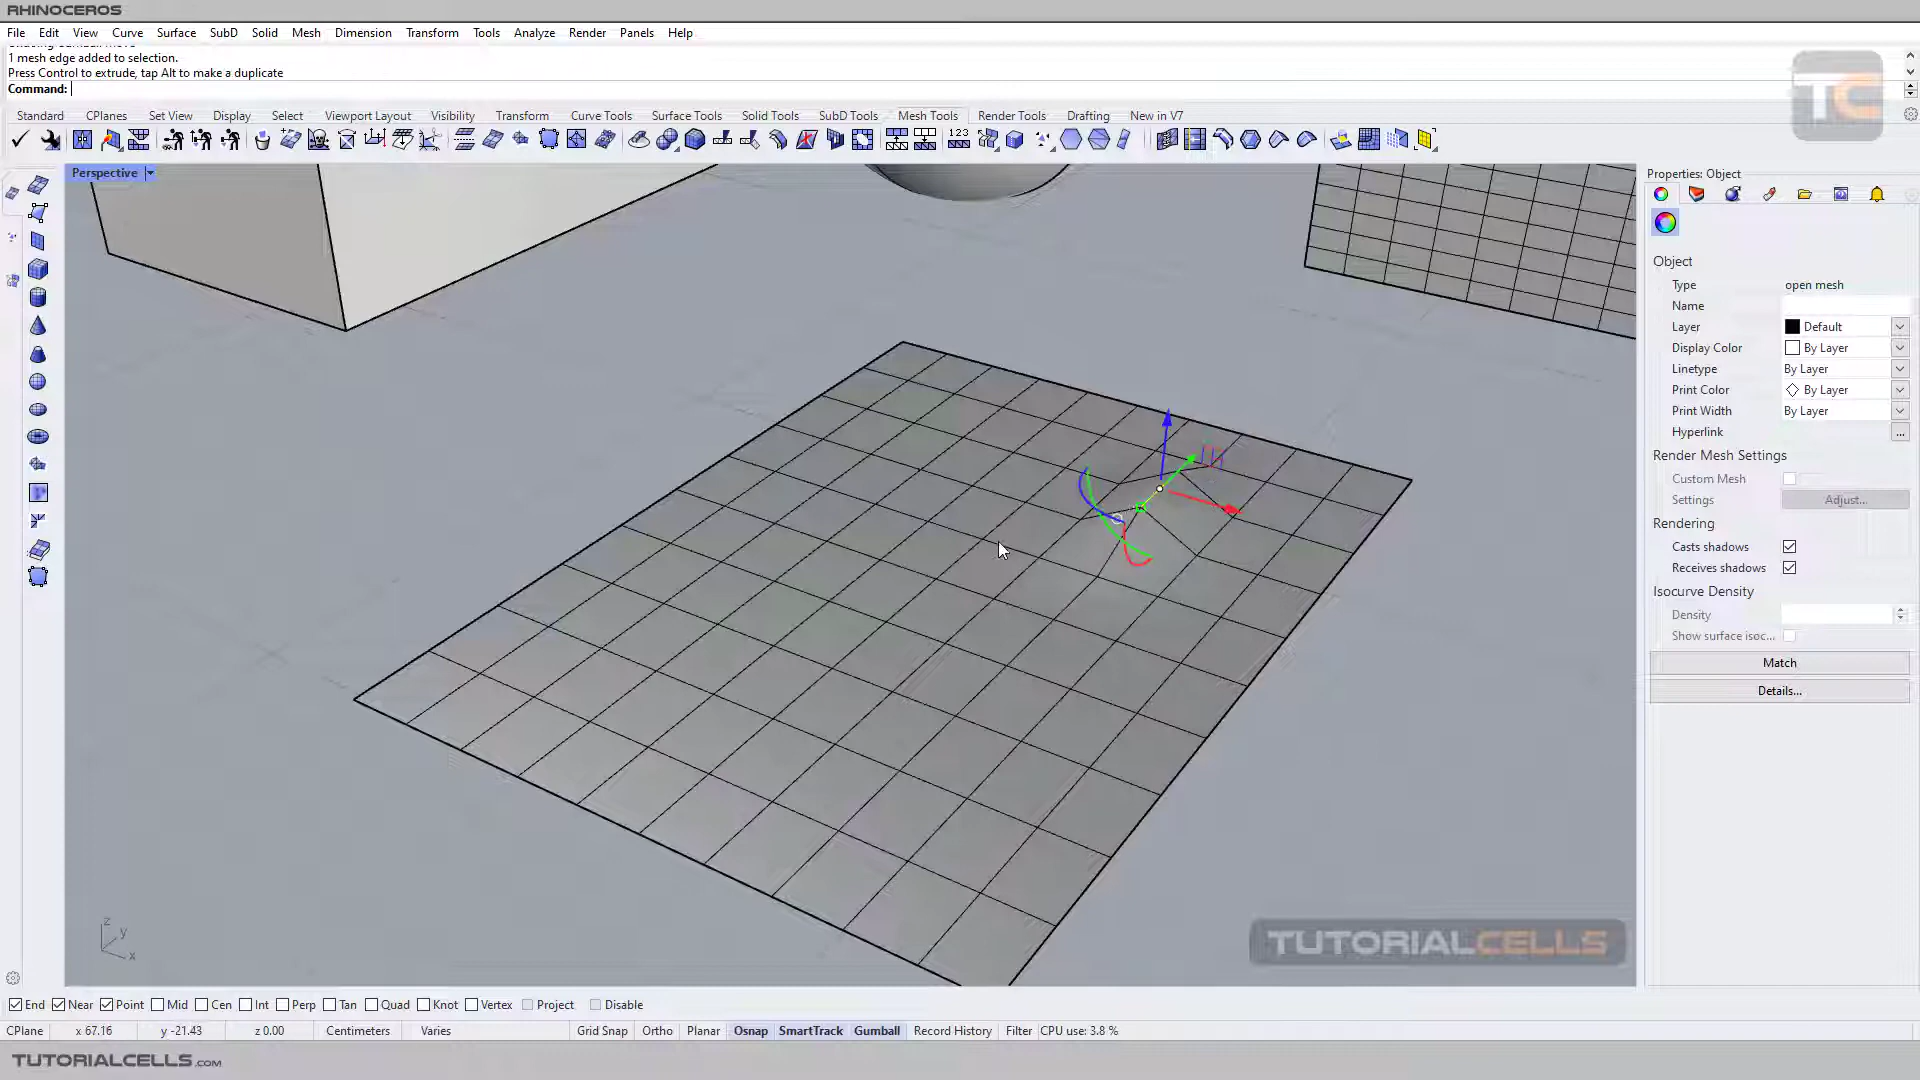 RHINOCEROS
File Edit View Curve Surface SubD Solid Mesh Dimension Transform Tools Analyze Render Panels Help
1 mesh edge added to selection.
Press Control to extrude, tap Alt to make a duplicate
Command:
TC
Standard CPlanes Set View Display Select Viewport Layout Visibility Transform Curve Tools Surface Tools Solid Tools SubD Tools Mesh Tools Render Tools Drafting New in V7
123
Perspective
Properties: Object
Object
Type open mesh
Name
Layer Default
Display Color By Layer
Linetype By Layer
Print Color By Layer
Print Width By Layer
Hyperlink ...
Render Mesh Settings
Custom Mesh
Settings Adjust...
Rendering
Casts shadows
Receives shadows
Isocurve Density
Density
Show surface isoc...
Match
Details...
z
y
x
TUTORIALCELLS
End Near Point Mid Cen Int Perp Tan Quad Knot Vertex Project Disable
CPlane x 67.16 y -21.43 z 0.00 Centimeters Varies Grid Snap Ortho Planar Osnap SmartTrack Gumball Record History Filter CPU use: 3.8 %
TUTORIALCELLS.COM